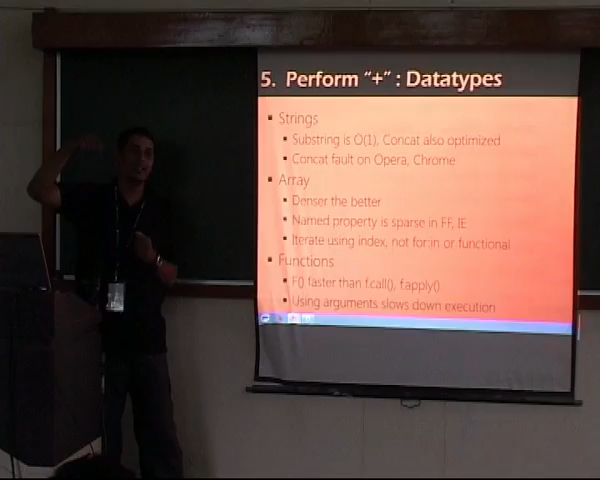 5. Perform "+" : Datatypes
Strings
Substring is O(1), Concat also optimized
Concat fault on Opera, Chrome
Array
Denser the better
Named property is sparse in FF, IE
Iterate using index, not for:in or functional
Functions
F() faster than f.call(), f.apply()
Using arguments slows down execution